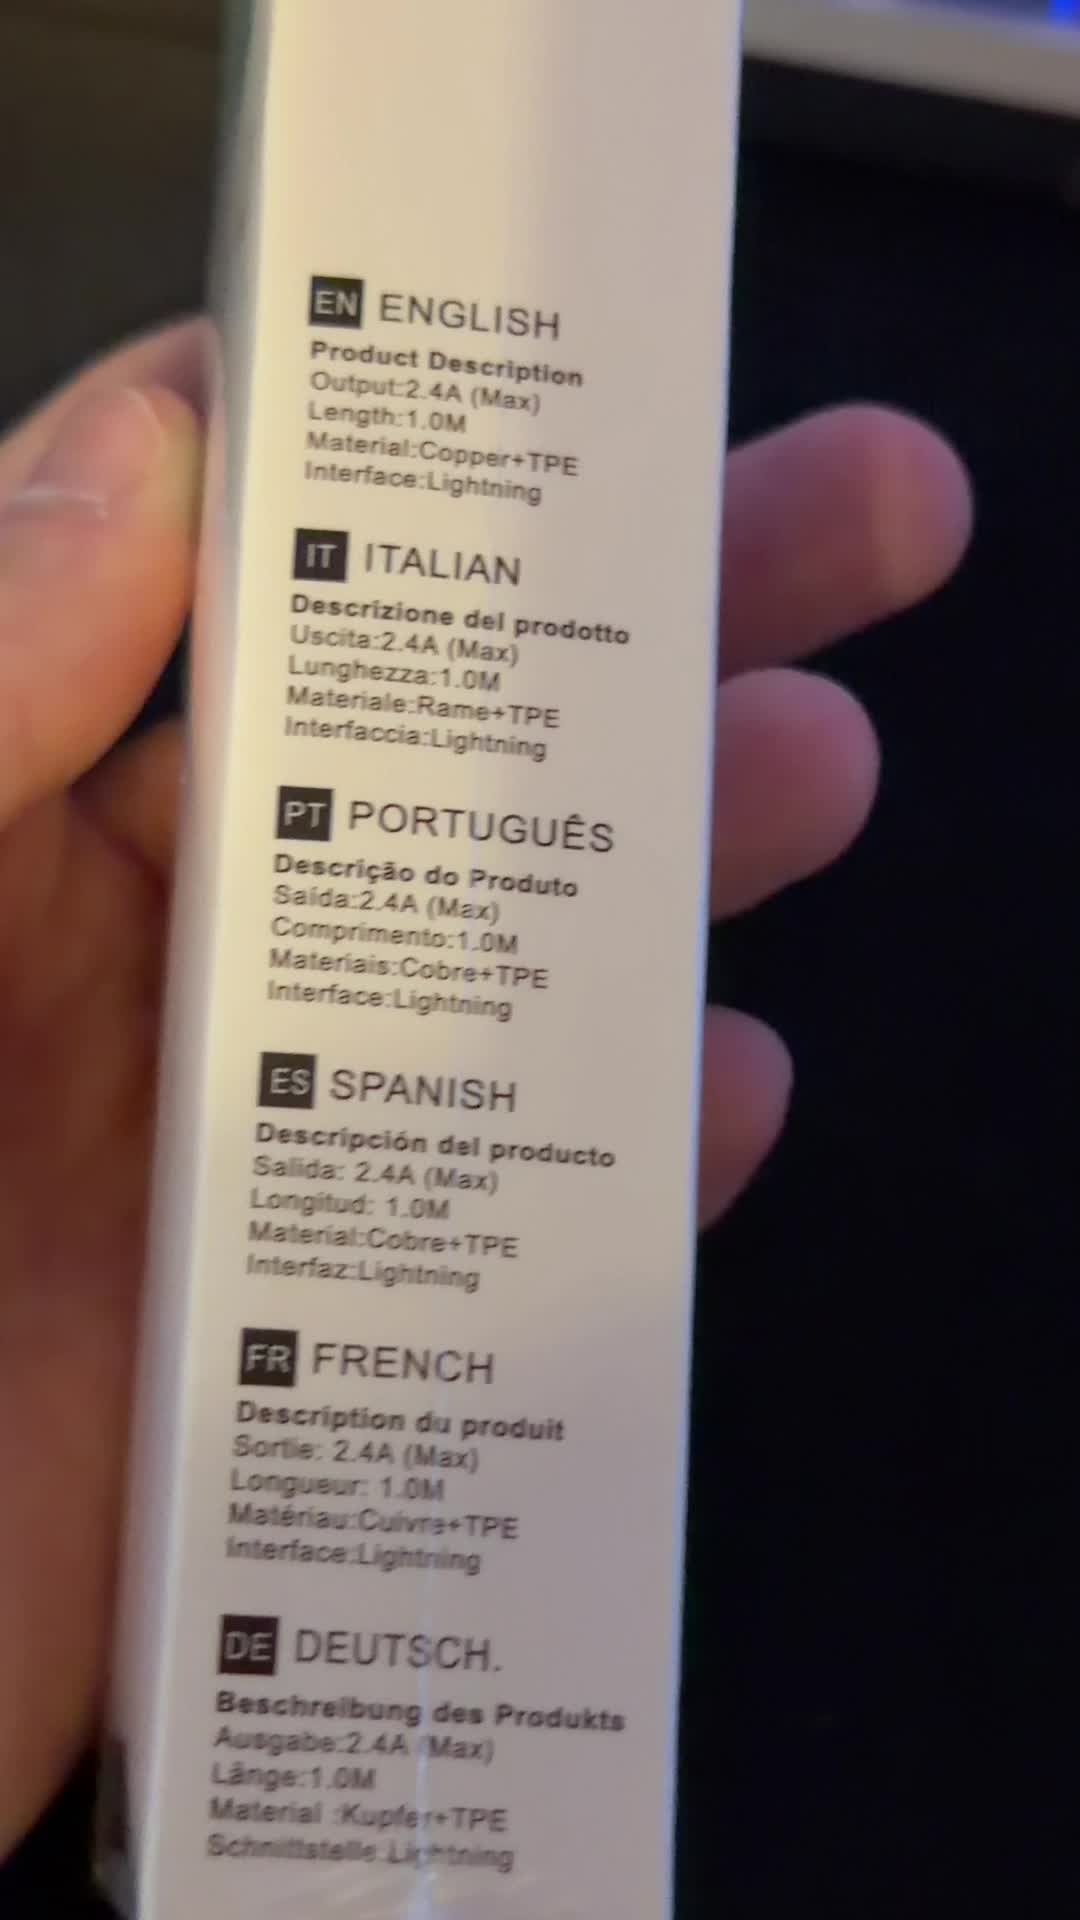 EN ENGLISH
Product Description
Output:2.4A (Max)
Length:1.0M
Material:Copper+TPE
Interface:Lightning
IT ITALIAN
Descrizione del prodotto
Uscita:2.4A (Max)
Lunghezza:1.0M
Materiale:Rame+TPE
Interfaccia:Lightning
PT PORTUGUÊS
Descrição do Produto
Saída:2.4A (Max)
Comprimento:1.0M
Materiais:Cobre+TPE
Interface:Lightning
ES SPANISH
Descripción del producto
Salida: 2.4A (Max)
Longitud: 1.0M
Material:Cobre+TPE
Interfaz:Lightning
FR FRENCH
Description du produit
Sortie: 2.4A (Max)
Longueur: 1.0M
Matériau:Cuivre+TPE
Interface:Lightning
DE DEUTSCH.
Beschreibung des Produkts
Ausgabe:2.4A (Max)
Länge:1.0M
Material :Kupfer+TPE
Schnittstelle:Lightning